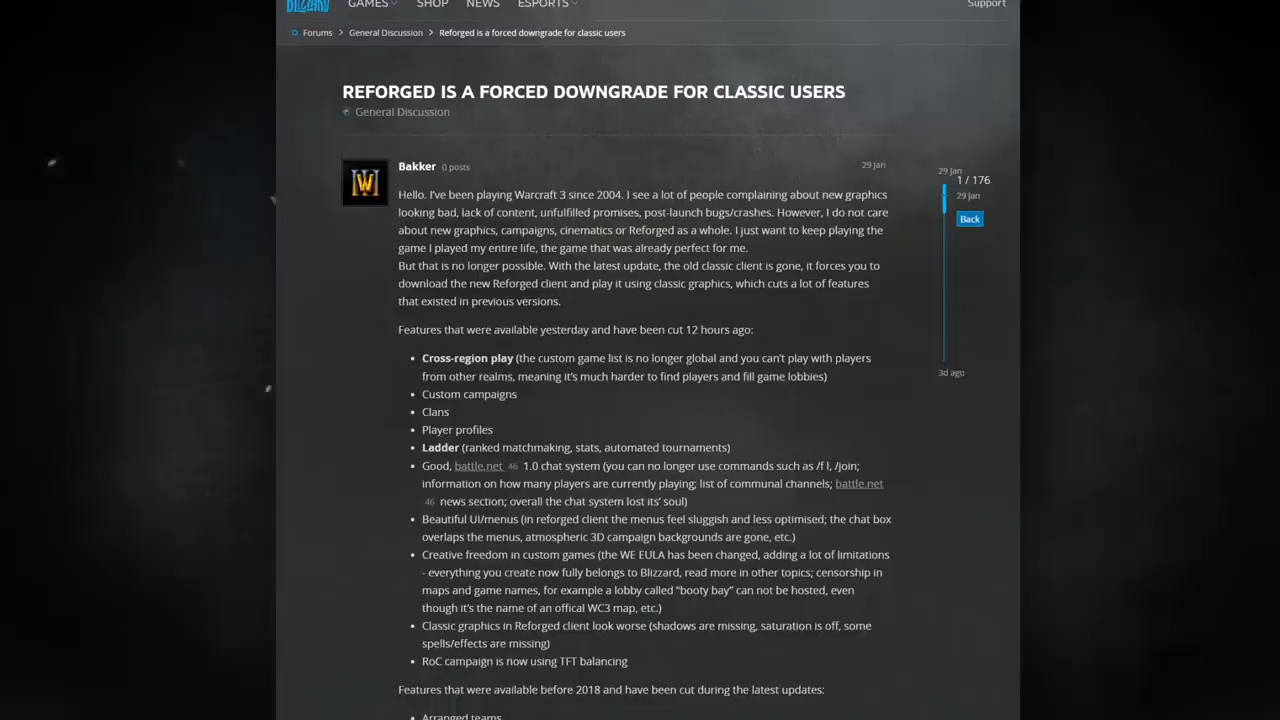 BLIZZARD GAMES SHOP NEWS ESPORTS Support
Forums > General Discussion > Reforged is a forced downgrade for classic users
REFORGED IS A FORCED DOWNGRADE FOR CLASSIC USERS
General Discussion
Bakker 0 posts 29 Jan
Hello. I've been playing Warcraft 3 since 2004. I see a lot of people complaining about new graphics
looking bad, lack of content, unfulfilled promises, post-launch bugs/crashes. However, I do not care
about new graphics, campaigns, cinematics or Reforged as a whole. I just want to keep playing the
game I played my entire life, the game that was already perfect for me.
But that is no longer possible. With the latest update, the old classic client is gone, it forces you to
download the new Reforged client and play it using classic graphics, which cuts a lot of features
that existed in previous versions.
Features that were available yesterday and have been cut 12 hours ago:
• Cross-region play (the custom game list is no longer global and you can't play with players
from other realms, meaning it's much harder to find players and fill game lobbies)
• Custom campaigns
• Clans
• Player profiles
• Ladder (ranked matchmaking, stats, automated tournaments)
• Good, battle.net 46 1.0 chat system (you can no longer use commands such as /f l, /join;
information on how many players are currently playing; list of communal channels; battle.net
46 news section; overall the chat system lost its' soul)
• Beautiful UI/menus (in reforged client the menus feel sluggish and less optimised; the chat box
overlaps the menus, atmospheric 3D campaign backgrounds are gone, etc.)
• Creative freedom in custom games (the WE EULA has been changed, adding a lot of limitations
- everything you create now fully belongs to Blizzard, read more in other topics; censorship in
maps and game names, for example a lobby called "booty bay" can not be hosted, even
though it's the name of an offical WC3 map, etc.)
• Classic graphics in Reforged client look worse (shadows are missing, saturation is off, some
spells/effects are missing)
• RoC campaign is now using TFT balancing
Features that were available before 2018 and have been cut during the latest updates:
• Arranged teams
29 Jan
1 / 176
29 Jan
Back
3d ago